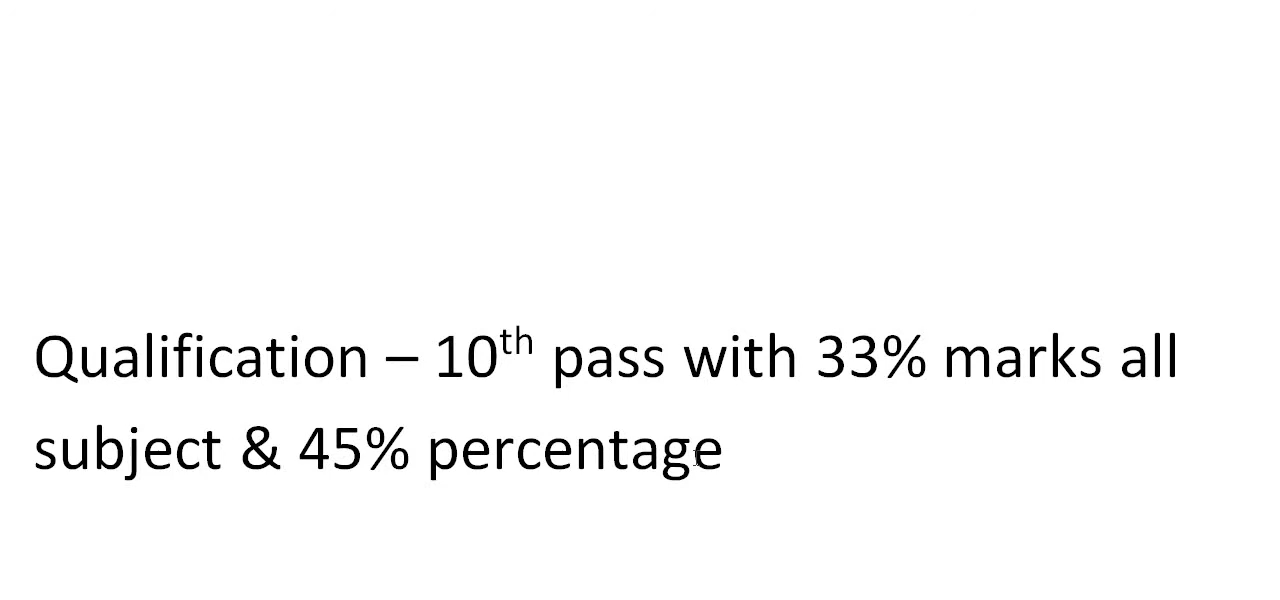 Qualification – 10th pass with 33% marks all
subject & 45% percentage